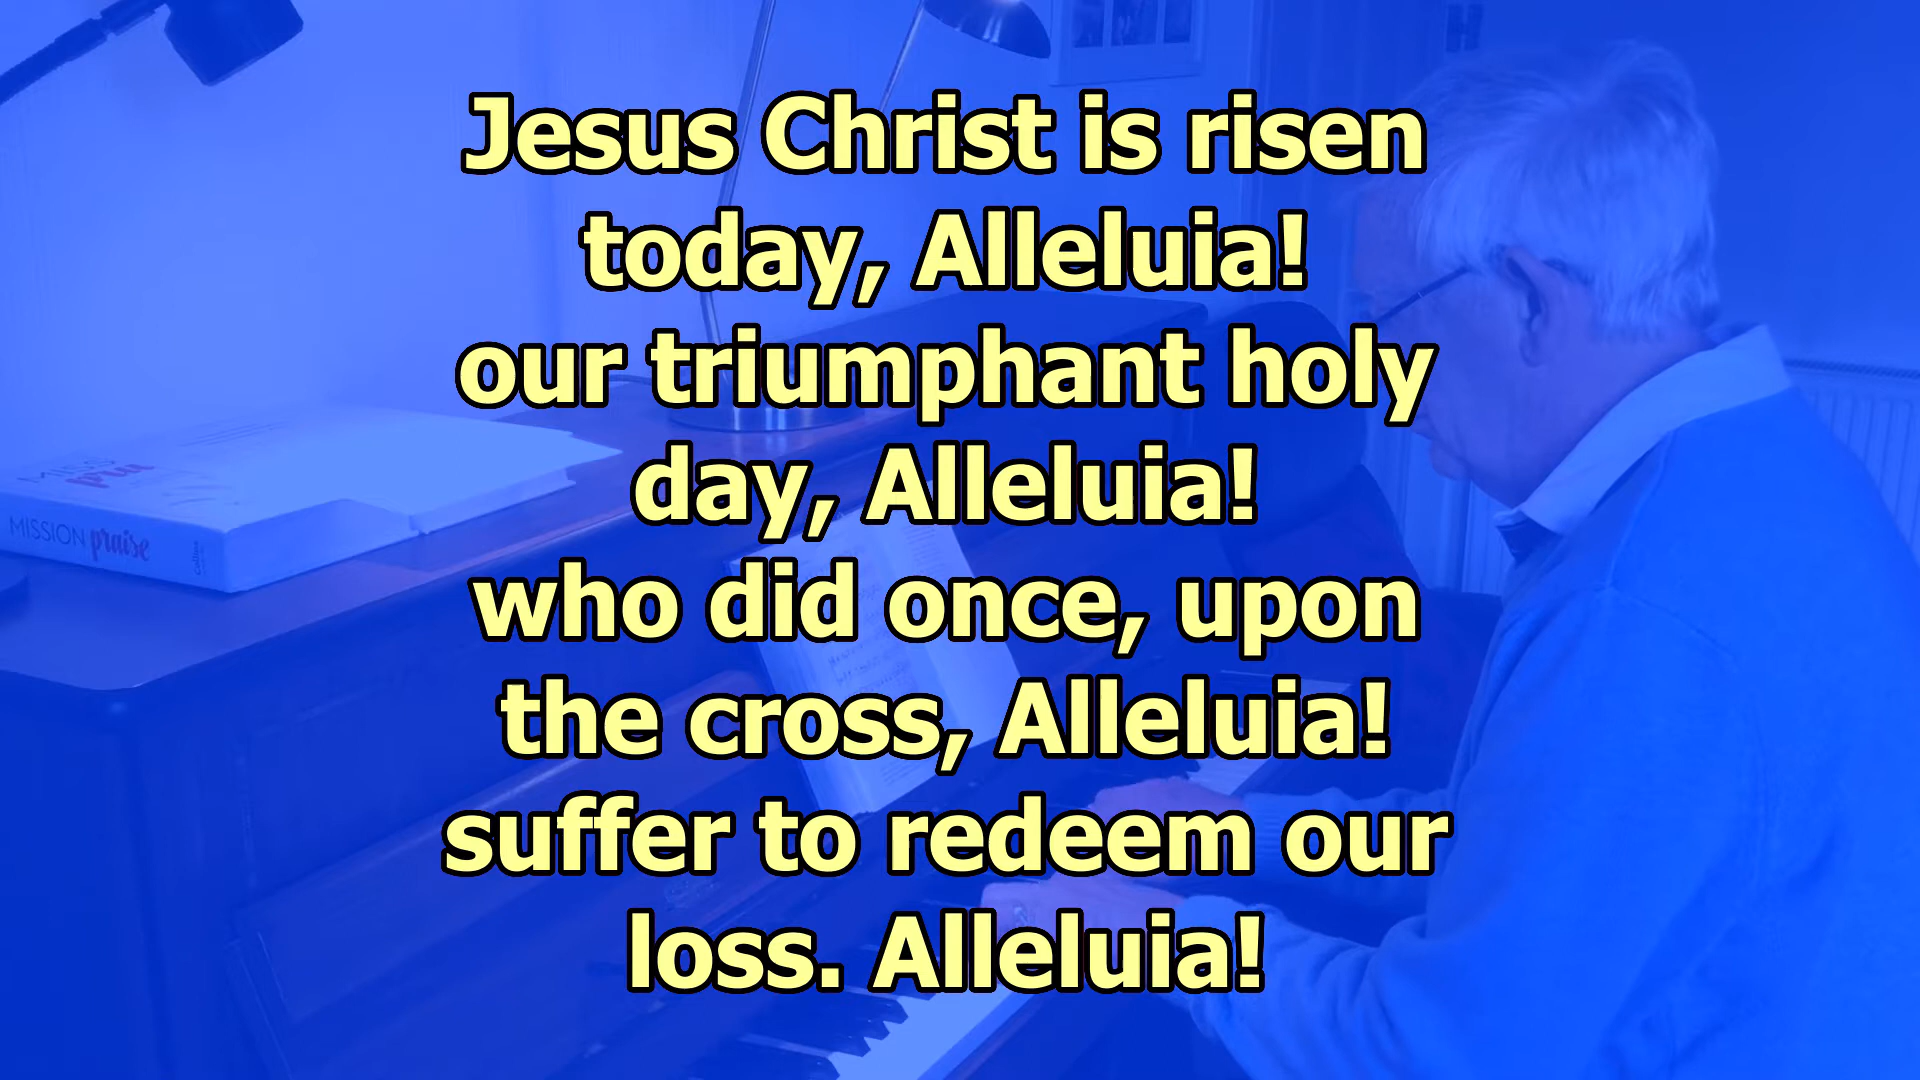 Jesus Christ is risen
today, Alleluia!
our triumphant holy
day, Alleluia!
who did once, upon
the cross, Alleluia!
suffer to redeem our
loss. Alleluia!
MISSION praise
Collins